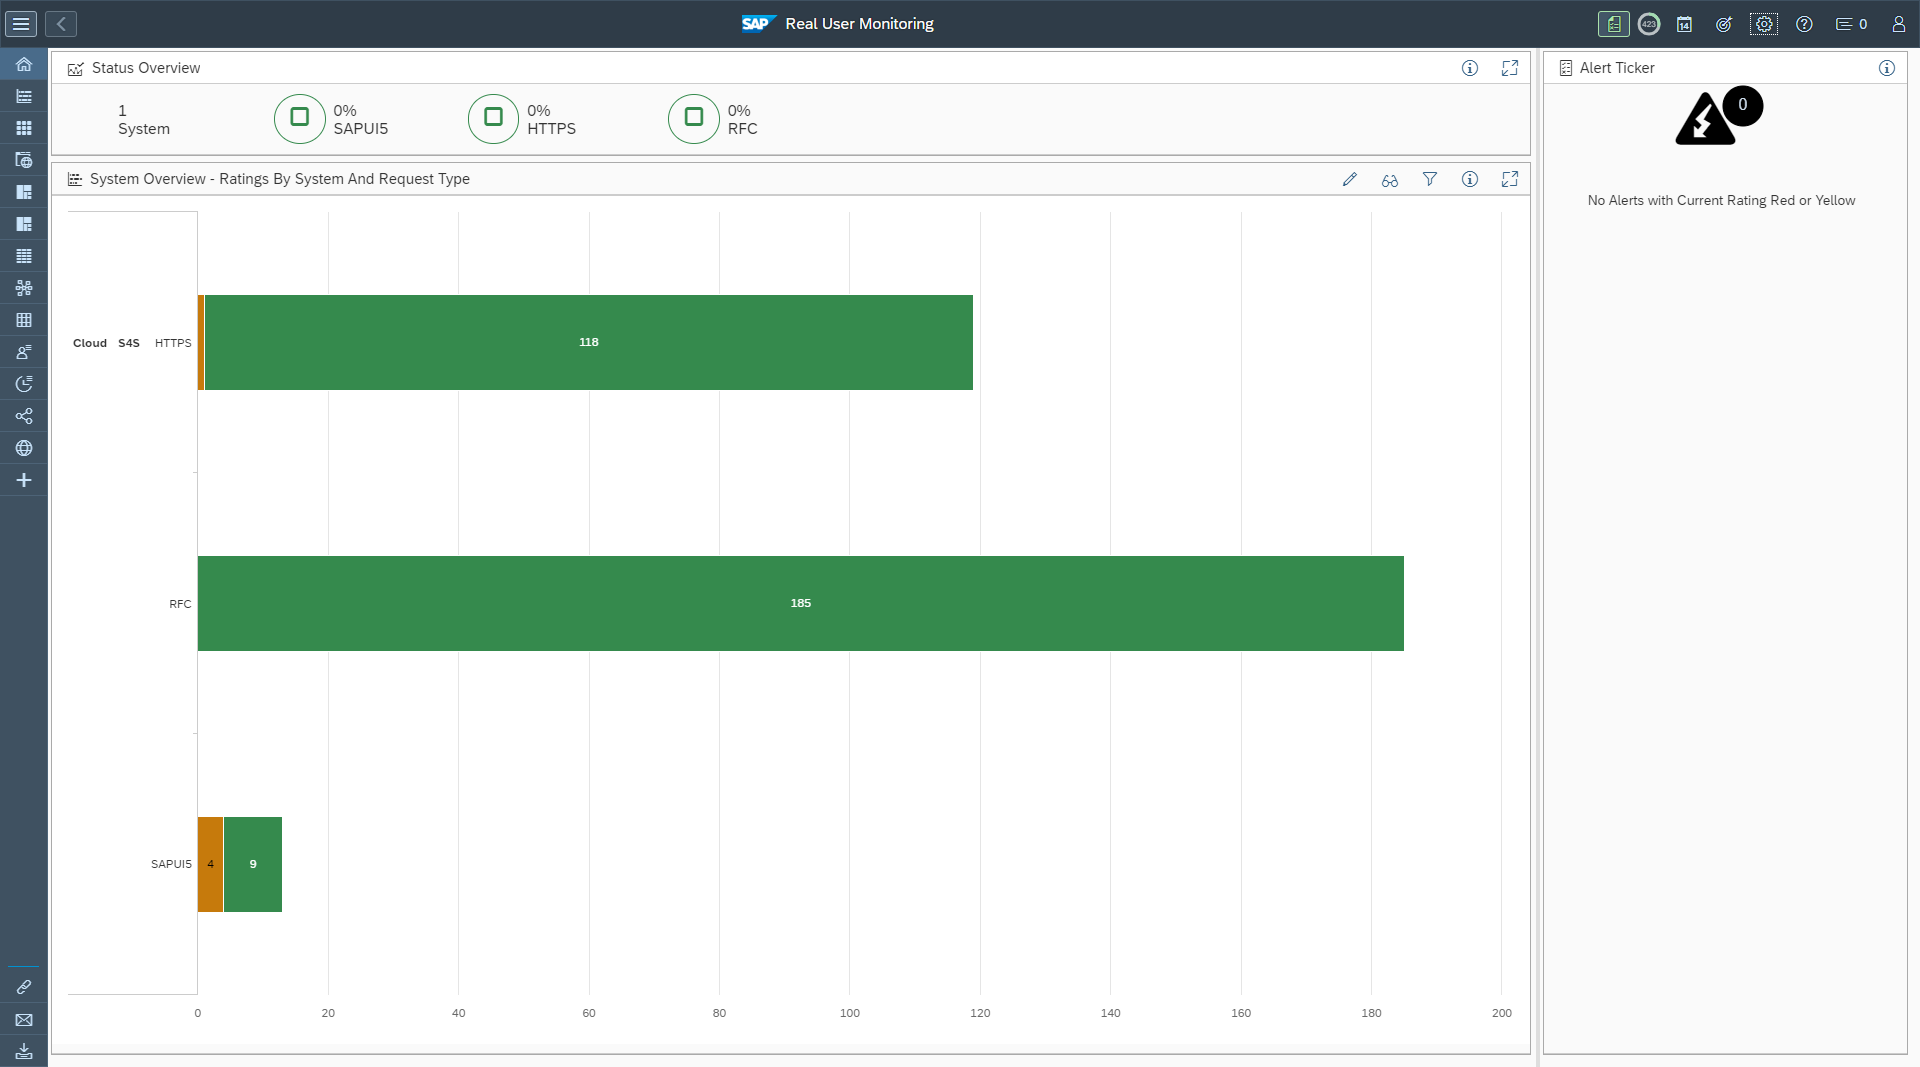 SAP Real User Monitoring
423
14
0
Status Overview
1
System
0%
SAPUI5
0%
HTTPS
0%
RFC
System Overview - Ratings By System And Request Type
Cloud S4S HTTPS
118
RFC
185
SAPUI5
4
9
0 20 40 60 80 100 120 140 160 180 200
Alert Ticker
0
No Alerts with Current Rating Red or Yellow